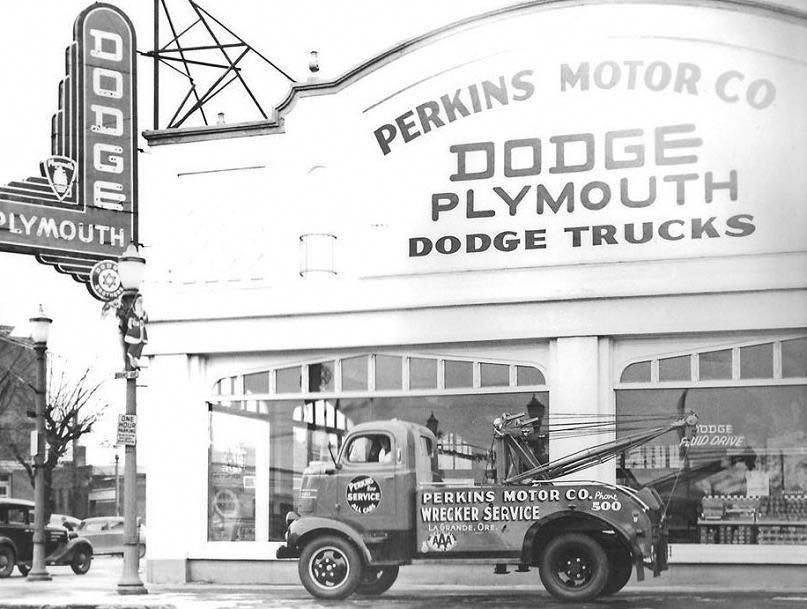 DODGE
PLYMOUTH
PERKINS MOTOR CO
DODGE
PLYMOUTH
DODGE TRUCKS
ONE
HOUR
PARKING
DODGE
FLUID DRIVE
PERKINS
SERVICE
ALL CARS
PERKINS MOTOR CO. Phone
500
WRECKER SERVICE
LA GRANDE, ORE.
AAA